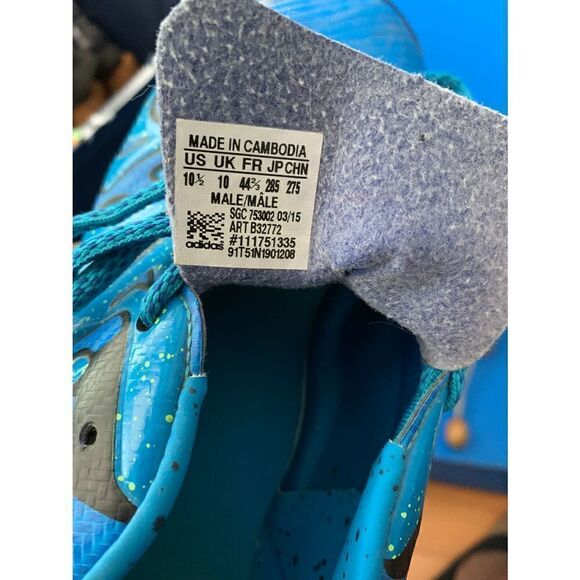 MADE IN CAMBODIA
US UK FR JP CHN
10½ 10 44⅔ 285 275
MALE/MÂLE
SGC 753002 03/15
ART B32772
adidas #111751335
91T51N1901208